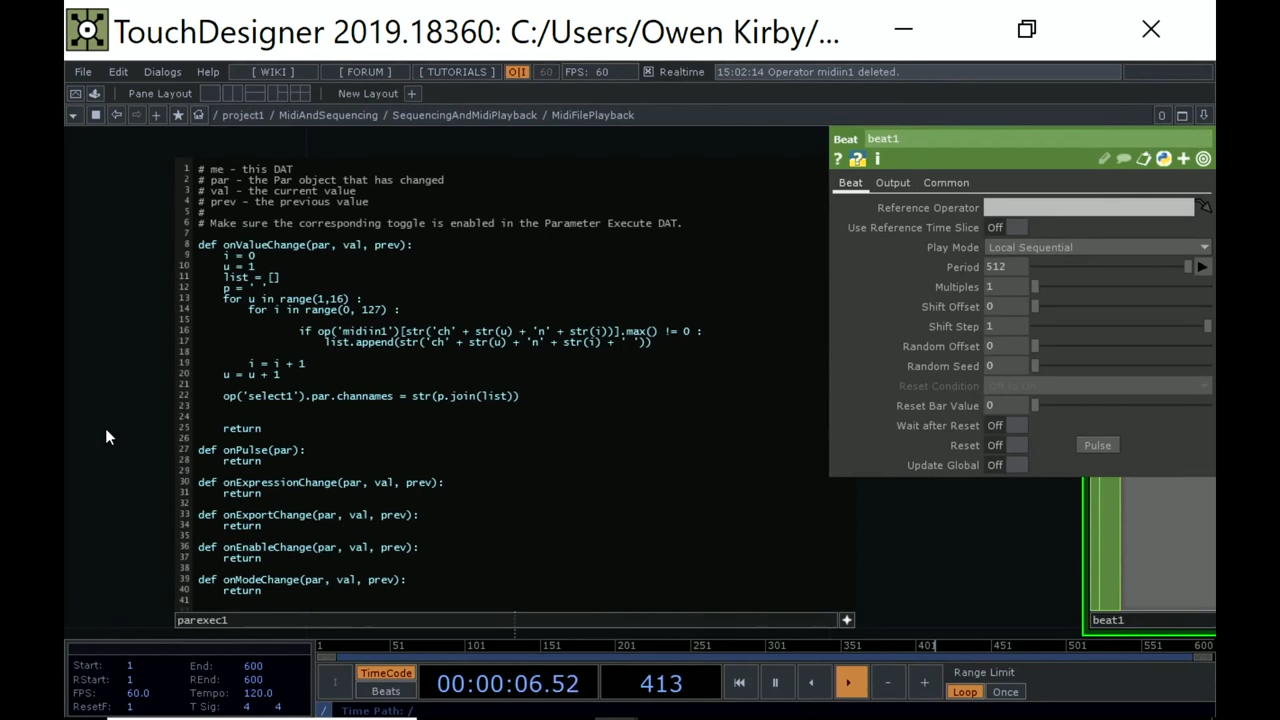 TouchDesigner 2019.18360: C:/Users/Owen Kirby/...
File Edit Dialogs Help [ WIKI ] [ FORUM ] [ TUTORIALS ] O|I 60 FPS: 60 Realtime 15:02:14 Operator midiin1 deleted.
Pane Layout New Layout +
/ project1 / MidiAndSequencing / SequencingAndMidiPlayback / MidiFilePlayback 0
Beat beat1
? ? i
Beat Output Common
Reference Operator
Use Reference Time Slice Off
Play Mode Local Sequential
Period 512
Multiples 1
Shift Offset 0
Shift Step 1
Random Offset 0
Random Seed 0
Reset Condition Off to On
Reset Bar Value 0
Wait after Reset Off
Reset Off Pulse
Update Global Off
1 # me - this DAT
2 # par - the Par object that has changed
3 # val - the current value
4 # prev - the previous value
5 #
6 # Make sure the corresponding toggle is enabled in the Parameter Execute DAT.
7
8 def onValueChange(par, val, prev):
9 i = 0
10 u = 1
11 list = []
12 p = ' '
13 for u in range(1,16) :
14 for i in range(0, 127) :
15
16 if op('midiin1')[str('ch' + str(u) + 'n' + str(i))].max() != 0 :
17 list.append(str('ch' + str(u) + 'n' + str(i) + ' '))
18
19 i = i + 1
20 u = u + 1
21
22 op('select1').par.channames = str(p.join(list))
23
24
25 return
26
27 def onPulse(par):
28 return
29
30 def onExpressionChange(par, val, prev):
31 return
32
33 def onExportChange(par, val, prev):
34 return
35
36 def onEnableChange(par, val, prev):
37 return
38
39 def onModeChange(par, val, prev):
40 return
41
parexec1
beat1
1 51 101 151 201 251 301 351 401 451 501 551 600
Start: 1 End: 600
RStart: 1 REnd: 600
FPS: 60.0 Tempo: 120.0
ResetF: 1 T Sig: 4 4
TimeCode
Beats
00:00:06.52 413
Range Limit
Loop Once
/ Time Path: /